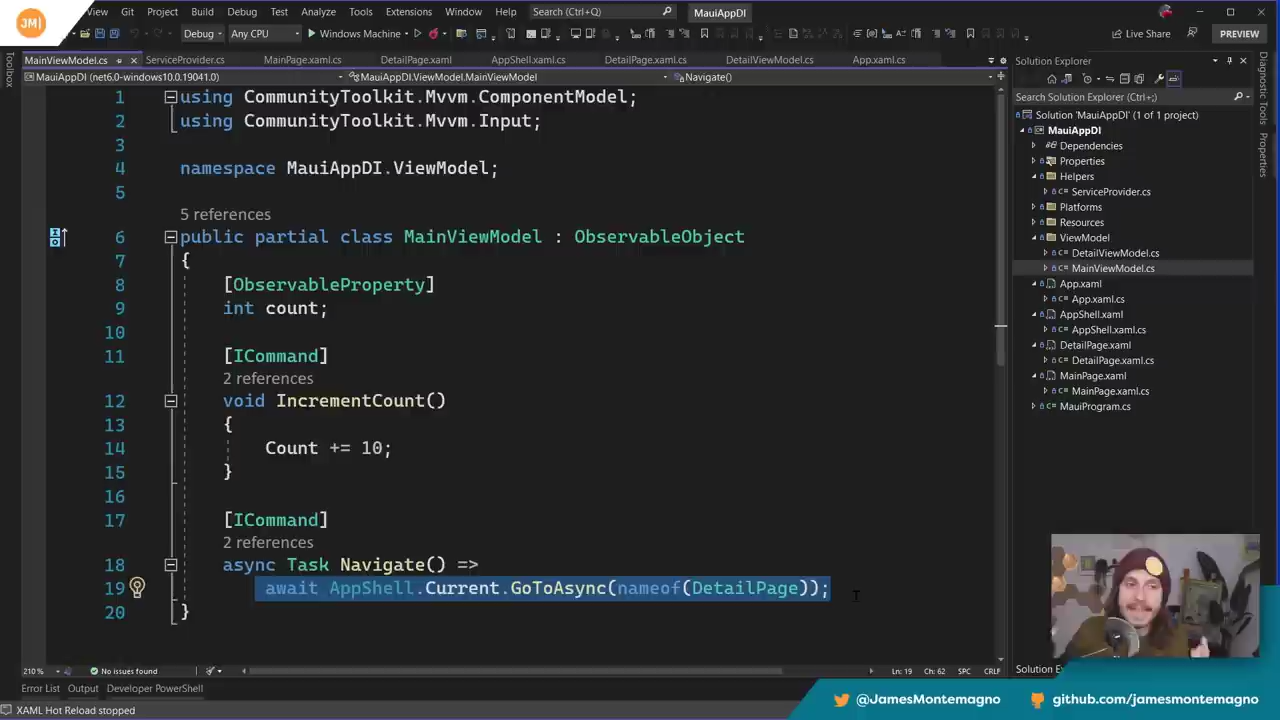 JM|
File
Edit
View
Git
Project
Build
Debug
Test
Analyze
Tools
Extensions
Window
Help
Search (Ctrl+Q)
MauiAppDI
Debug
Any CPU
Windows Machine
Live Share
PREVIEW
MainViewModel.cs
ServiceProvider.cs
MainPage.xaml.cs
DetailPage.xaml
AppShell.xaml.cs
DetailPage.xaml.cs
DetailViewModel.cs
App.xaml.cs
MauiAppDI (net6.0-windows10.0.19041.0)
MauiAppDI.ViewModel.MainViewModel
Navigate()
Toolbox
1 using CommunityToolkit.Mvvm.ComponentModel;
2 using CommunityToolkit.Mvvm.Input;
3
4 namespace MauiAppDI.ViewModel;
5
5 references
6 public partial class MainViewModel : ObservableObject
7 {
8 [ObservableProperty]
9 int count;
10
11 [ICommand]
2 references
12 void IncrementCount()
13 {
14 Count += 10;
15 }
16
17 [ICommand]
2 references
18 async Task Navigate() =>
19 await AppShell.Current.GoToAsync(nameof(DetailPage));
20 }
210 %
No issues found
Ln: 19
Ch: 62
SPC
CRLF
Error List
Output
Developer PowerShell
XAML Hot Reload stopped
Solution Explorer
Search Solution Explorer (Ctrl+;)
Solution 'MauiAppDI' (1 of 1 project)
MauiAppDI
Dependencies
Properties
Helpers
ServiceProvider.cs
Platforms
Resources
ViewModel
DetailViewModel.cs
MainViewModel.cs
App.xaml
App.xaml.cs
AppShell.xaml
AppShell.xaml.cs
DetailPage.xaml
DetailPage.xaml.cs
MainPage.xaml
MainPage.xaml.cs
MauiProgram.cs
Diagnostic Tools
Properties
Solution Ex
@JamesMontemagno
github.com/jamesmontemagno